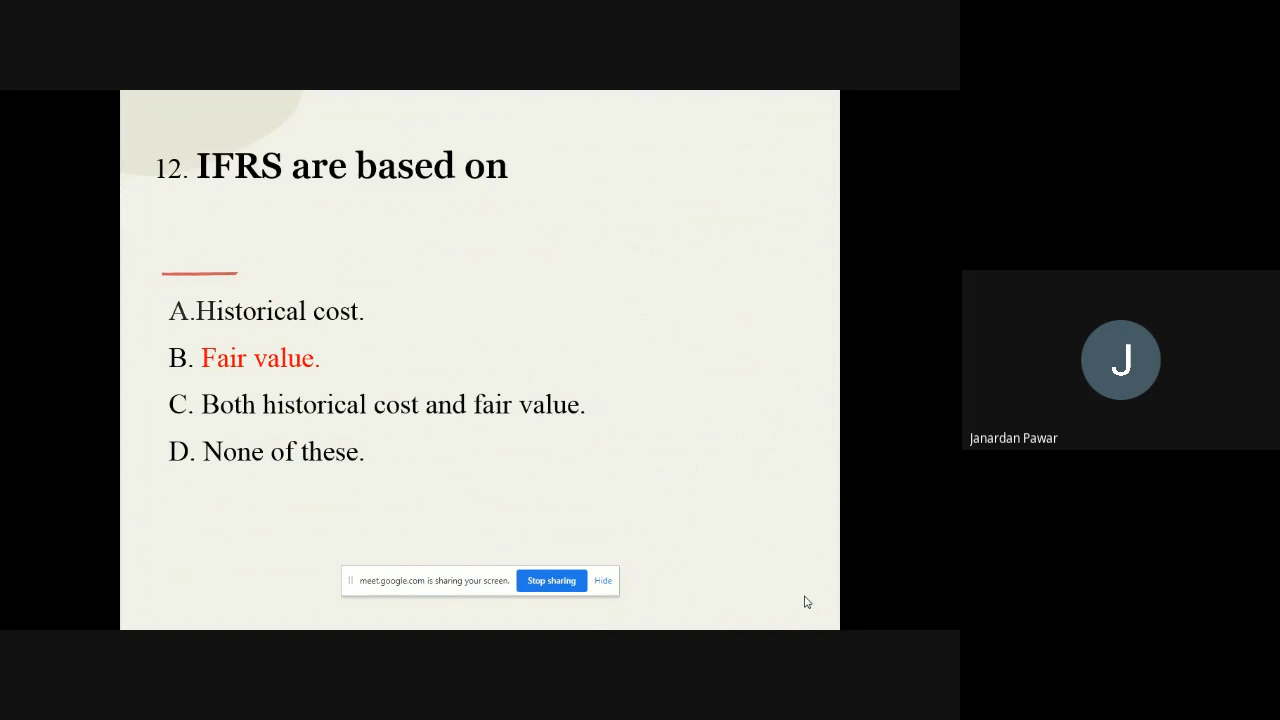 12. IFRS are based on
A.Historical cost.
B. Fair value.
C. Both historical cost and fair value.
D. None of these.
meet.google.com is sharing your screen. Stop sharing Hide
J
Janardan Pawar